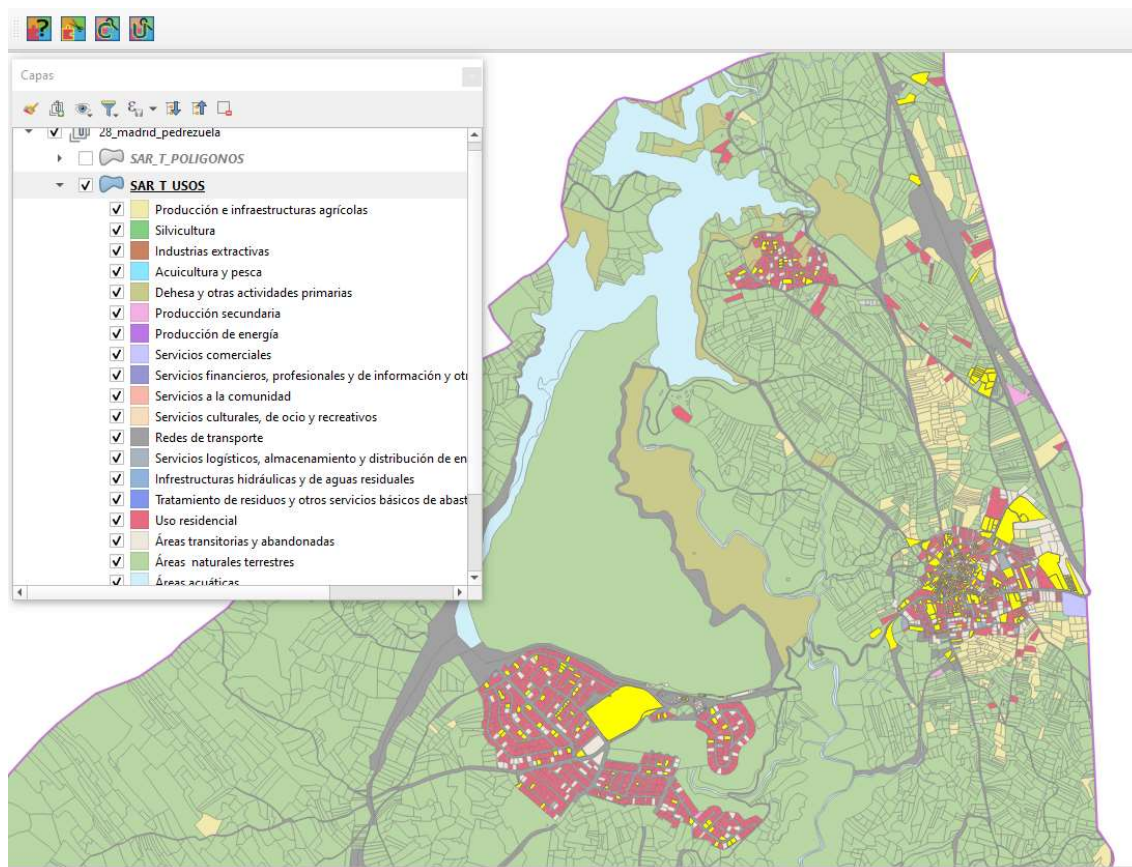 Capas
28_madrid_pedrezuela
SAR_T_POLIGONOS
SAR_T_USOS
Producción e infraestructuras agrícolas
Silvicultura
Industrias extractivas
Acuicultura y pesca
Dehesa y otras actividades primarias
Producción secundaria
Producción de energía
Servicios comerciales
Servicios financieros, profesionales y de información y otr
Servicios a la comunidad
Servicios culturales, de ocio y recreativos
Redes de transporte
Servicios logísticos, almacenamiento y distribución de en
Infrestructuras hidráulicas y de aguas residuales
Tratamiento de residuos y otros servicios básicos de abast
Uso residencial
Áreas transitorias y abandonadas
Áreas naturales terrestres
Áreas acuáticas